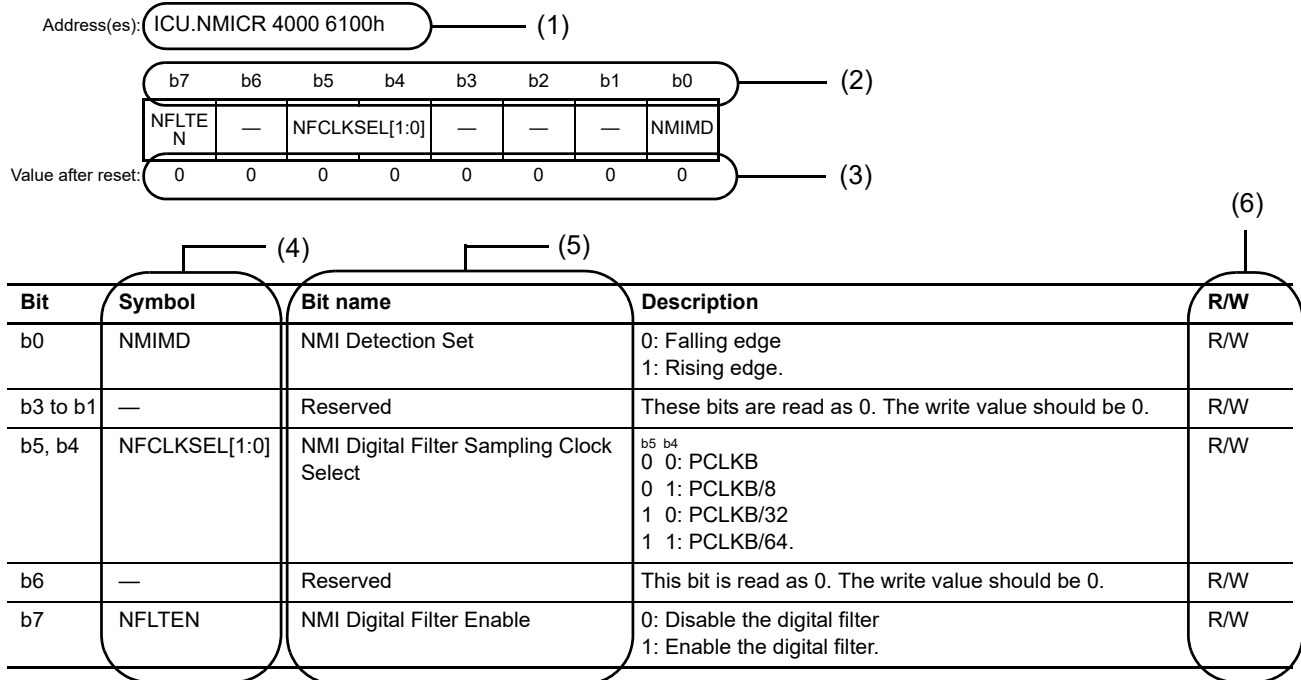 Address(es): ICU.NMICR 4000 6100h (1)
b7 b6 b5 b4 b3 b2 b1 b0 (2)
NFLTE
N — NFCLKSEL[1:0] — — — NMIMD
Value after reset: 0 0 0 0 0 0 0 0 (3)
(6)
(4) (5)
Bit Symbol Bit name Description R/W
b0 NMIMD NMI Detection Set 0: Falling edge R/W
1: Rising edge.
b3 to b1 — Reserved These bits are read as 0. The write value should be 0. R/W
b5, b4 NFCLKSEL[1:0] NMI Digital Filter Sampling Clock b5 b4 R/W
Select 0 0: PCLKB
0 1: PCLKB/8
1 0: PCLKB/32
1 1: PCLKB/64.
b6 — Reserved This bit is read as 0. The write value should be 0. R/W
b7 NFLTEN NMI Digital Filter Enable 0: Disable the digital filter R/W
1: Enable the digital filter.